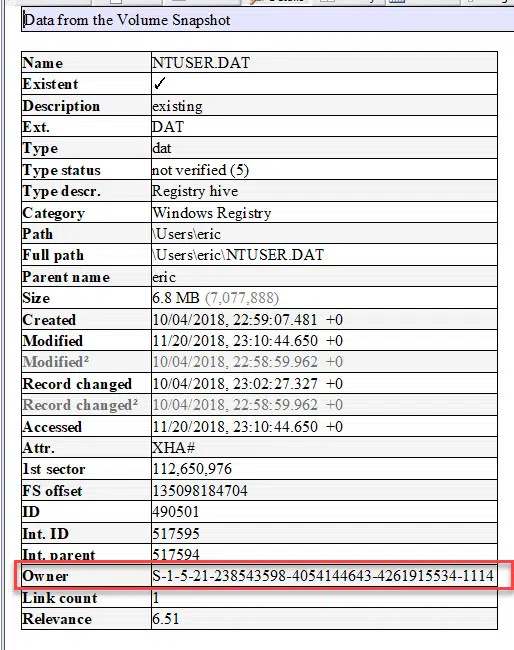 Data from the Volume Snapshot
Name NTUSER.DAT
Existent ✓
Description existing
Ext. DAT
Type dat
Type status not verified (5)
Type descr. Registry hive
Category Windows Registry
Path \Users\eric
Full path \Users\eric\NTUSER.DAT
Parent name eric
Size 6.8 MB (7,077,888)
Created 10/04/2018, 22:59:07.481 +0
Modified 11/20/2018, 23:10:44.650 +0
Modified² 10/04/2018, 22:58:59.962 +0
Record changed 10/04/2018, 23:02:27.327 +0
Record changed² 10/04/2018, 22:58:59.962 +0
Accessed 11/20/2018, 23:10:44.650 +0
Attr. XHA#
1st sector 112,650,976
FS offset 135098184704
ID 490501
Int. ID 517595
Int. parent 517594
Owner S-1-5-21-238543598-4054144643-4261915534-1114
Link count 1
Relevance 6.51